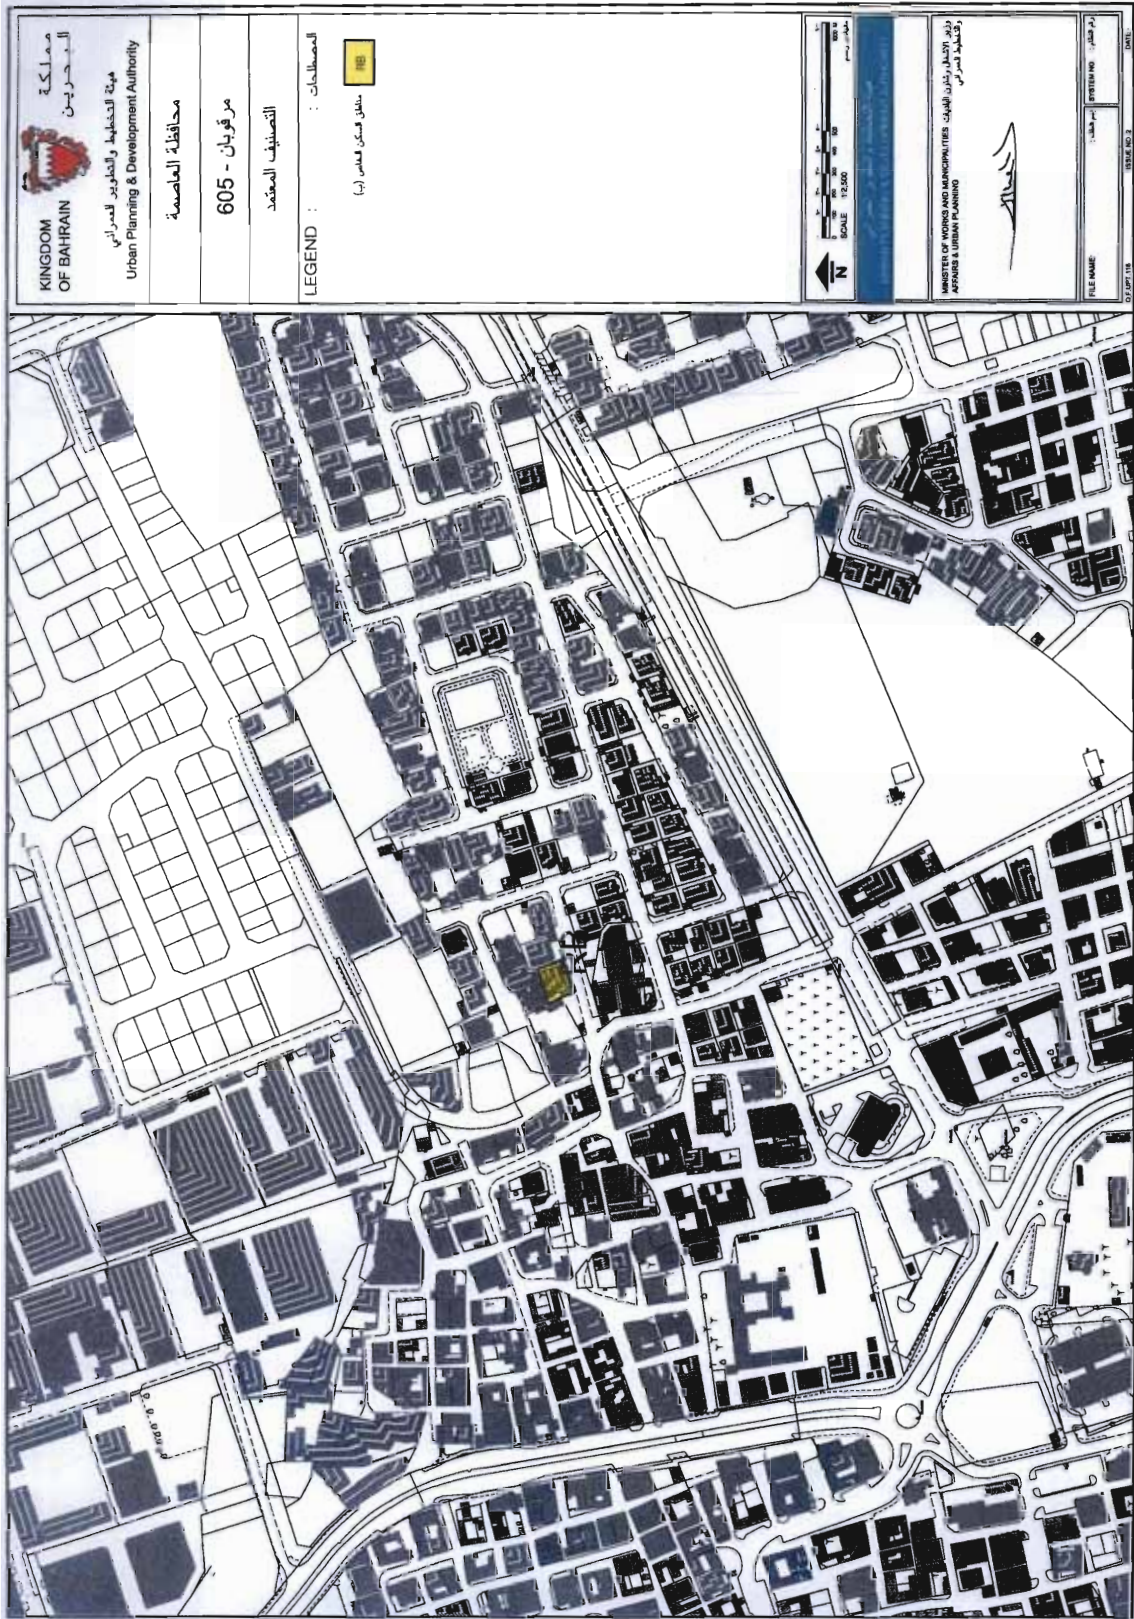 مملكة
البحرين
KINGDOM
OF BAHRAIN
هيئة التخطيط والتطوير العمراني
Urban Planning & Development Authority
محافظة العاصمة
مرقوبان - 605
التصنيف المعتمد
LEGEND :
المصطلحات :
RB
مناطق السكن الخاص (ب)
N
SCALE 1:2,500
وزير الأشغال وشئون البلديات
والتخطيط العمراني
MINISTER OF WORKS AND MUNICIPALITIES
AFFAIRS & URBAN PLANNING
FILE NAME:
SYSTEM NO
DATE:
ISSUE NO.2